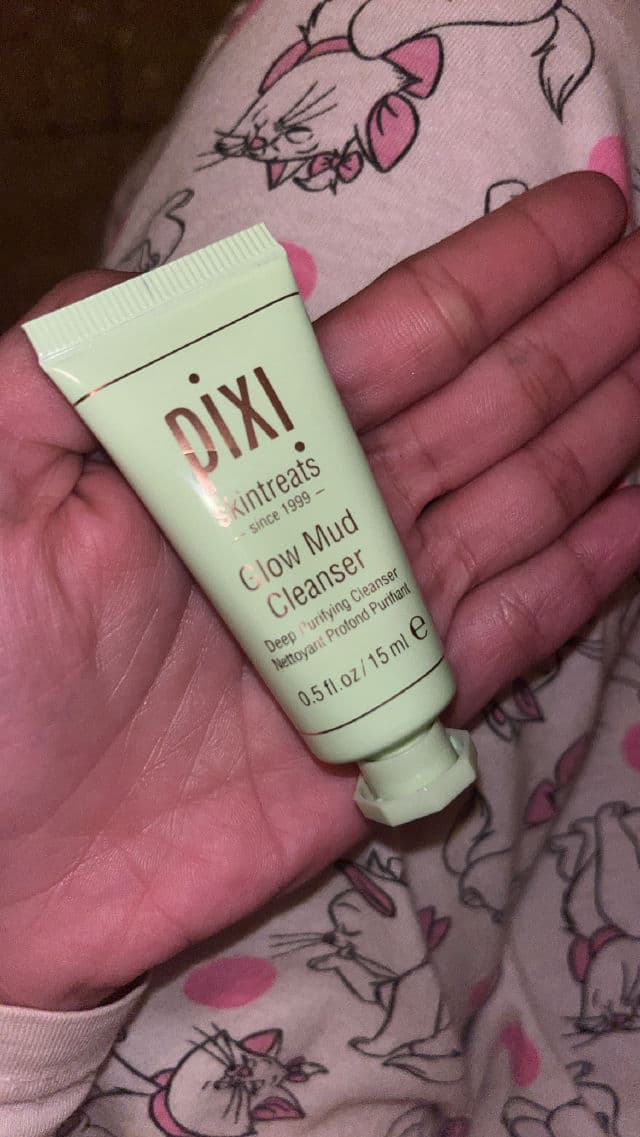 pixi
skintreats
– since 1999 –
Glow Mud
Cleanser
Deep Purifying Cleanser
Nettoyant Profond Purifiant
0.5 fl.oz/15 ml ℮